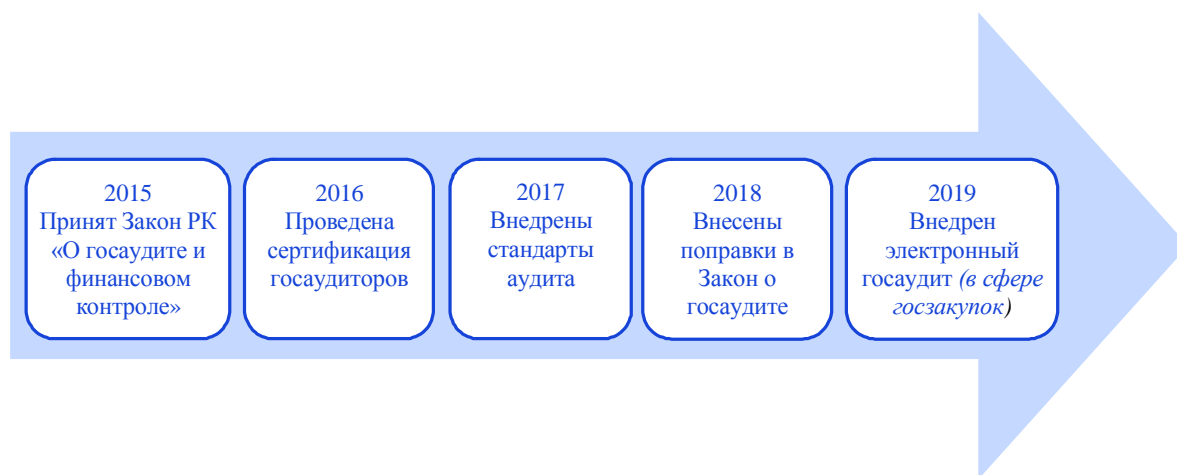 2015
Принят Закон РК
«О госаудите и
финансовом
контроле»
2016
Проведена
сертификация
госаудиторов
2017
Внедрены
стандарты
аудита
2018
Внесены
поправки в
Закон о
госаудите
2019
Внедрен
электронный
госаудит (в сфере
госзакупок)